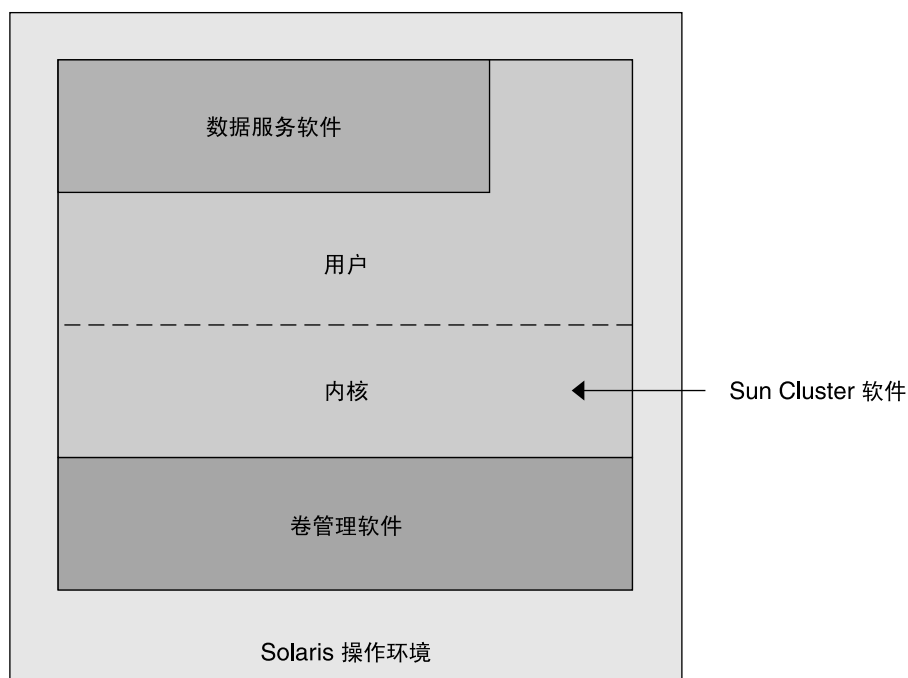 数据服务软件
用户
内核
Sun Cluster 软件
卷管理软件
Solaris 操作环境